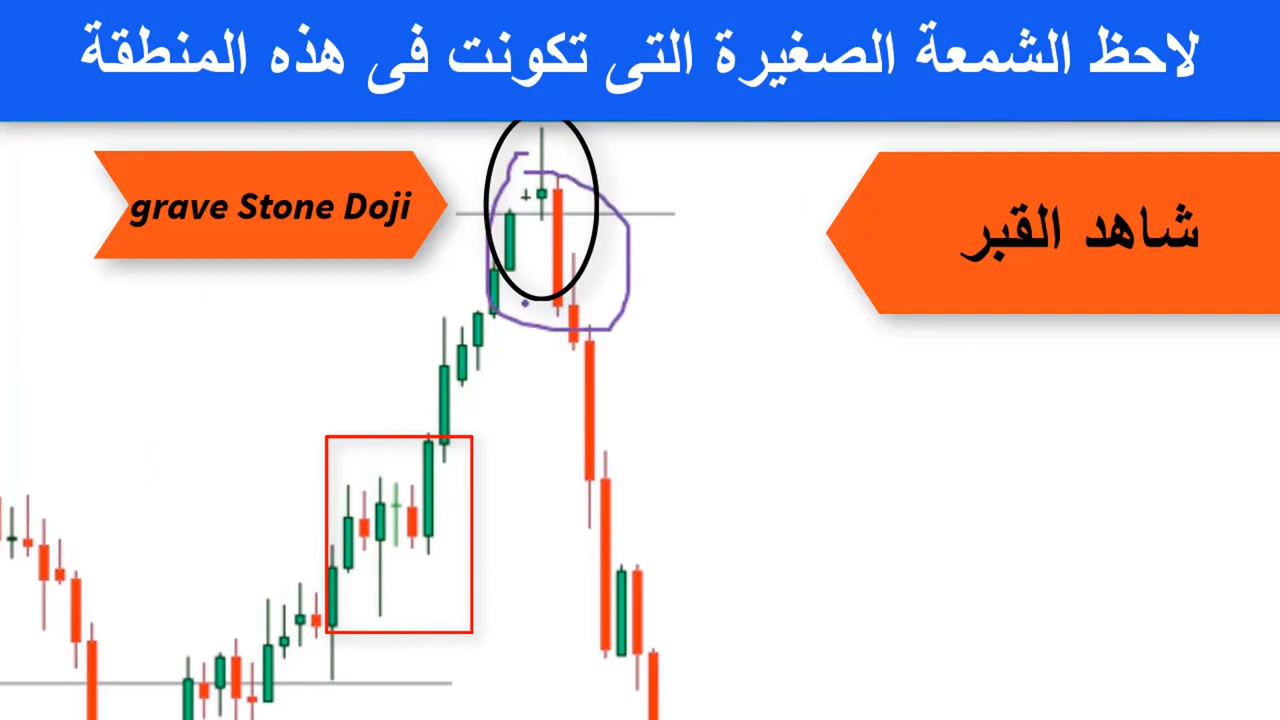 لاحظ الشمعة الصغيرة التى تكونت فى هذه المنطقة
grave Stone Doji
شاهد القبر